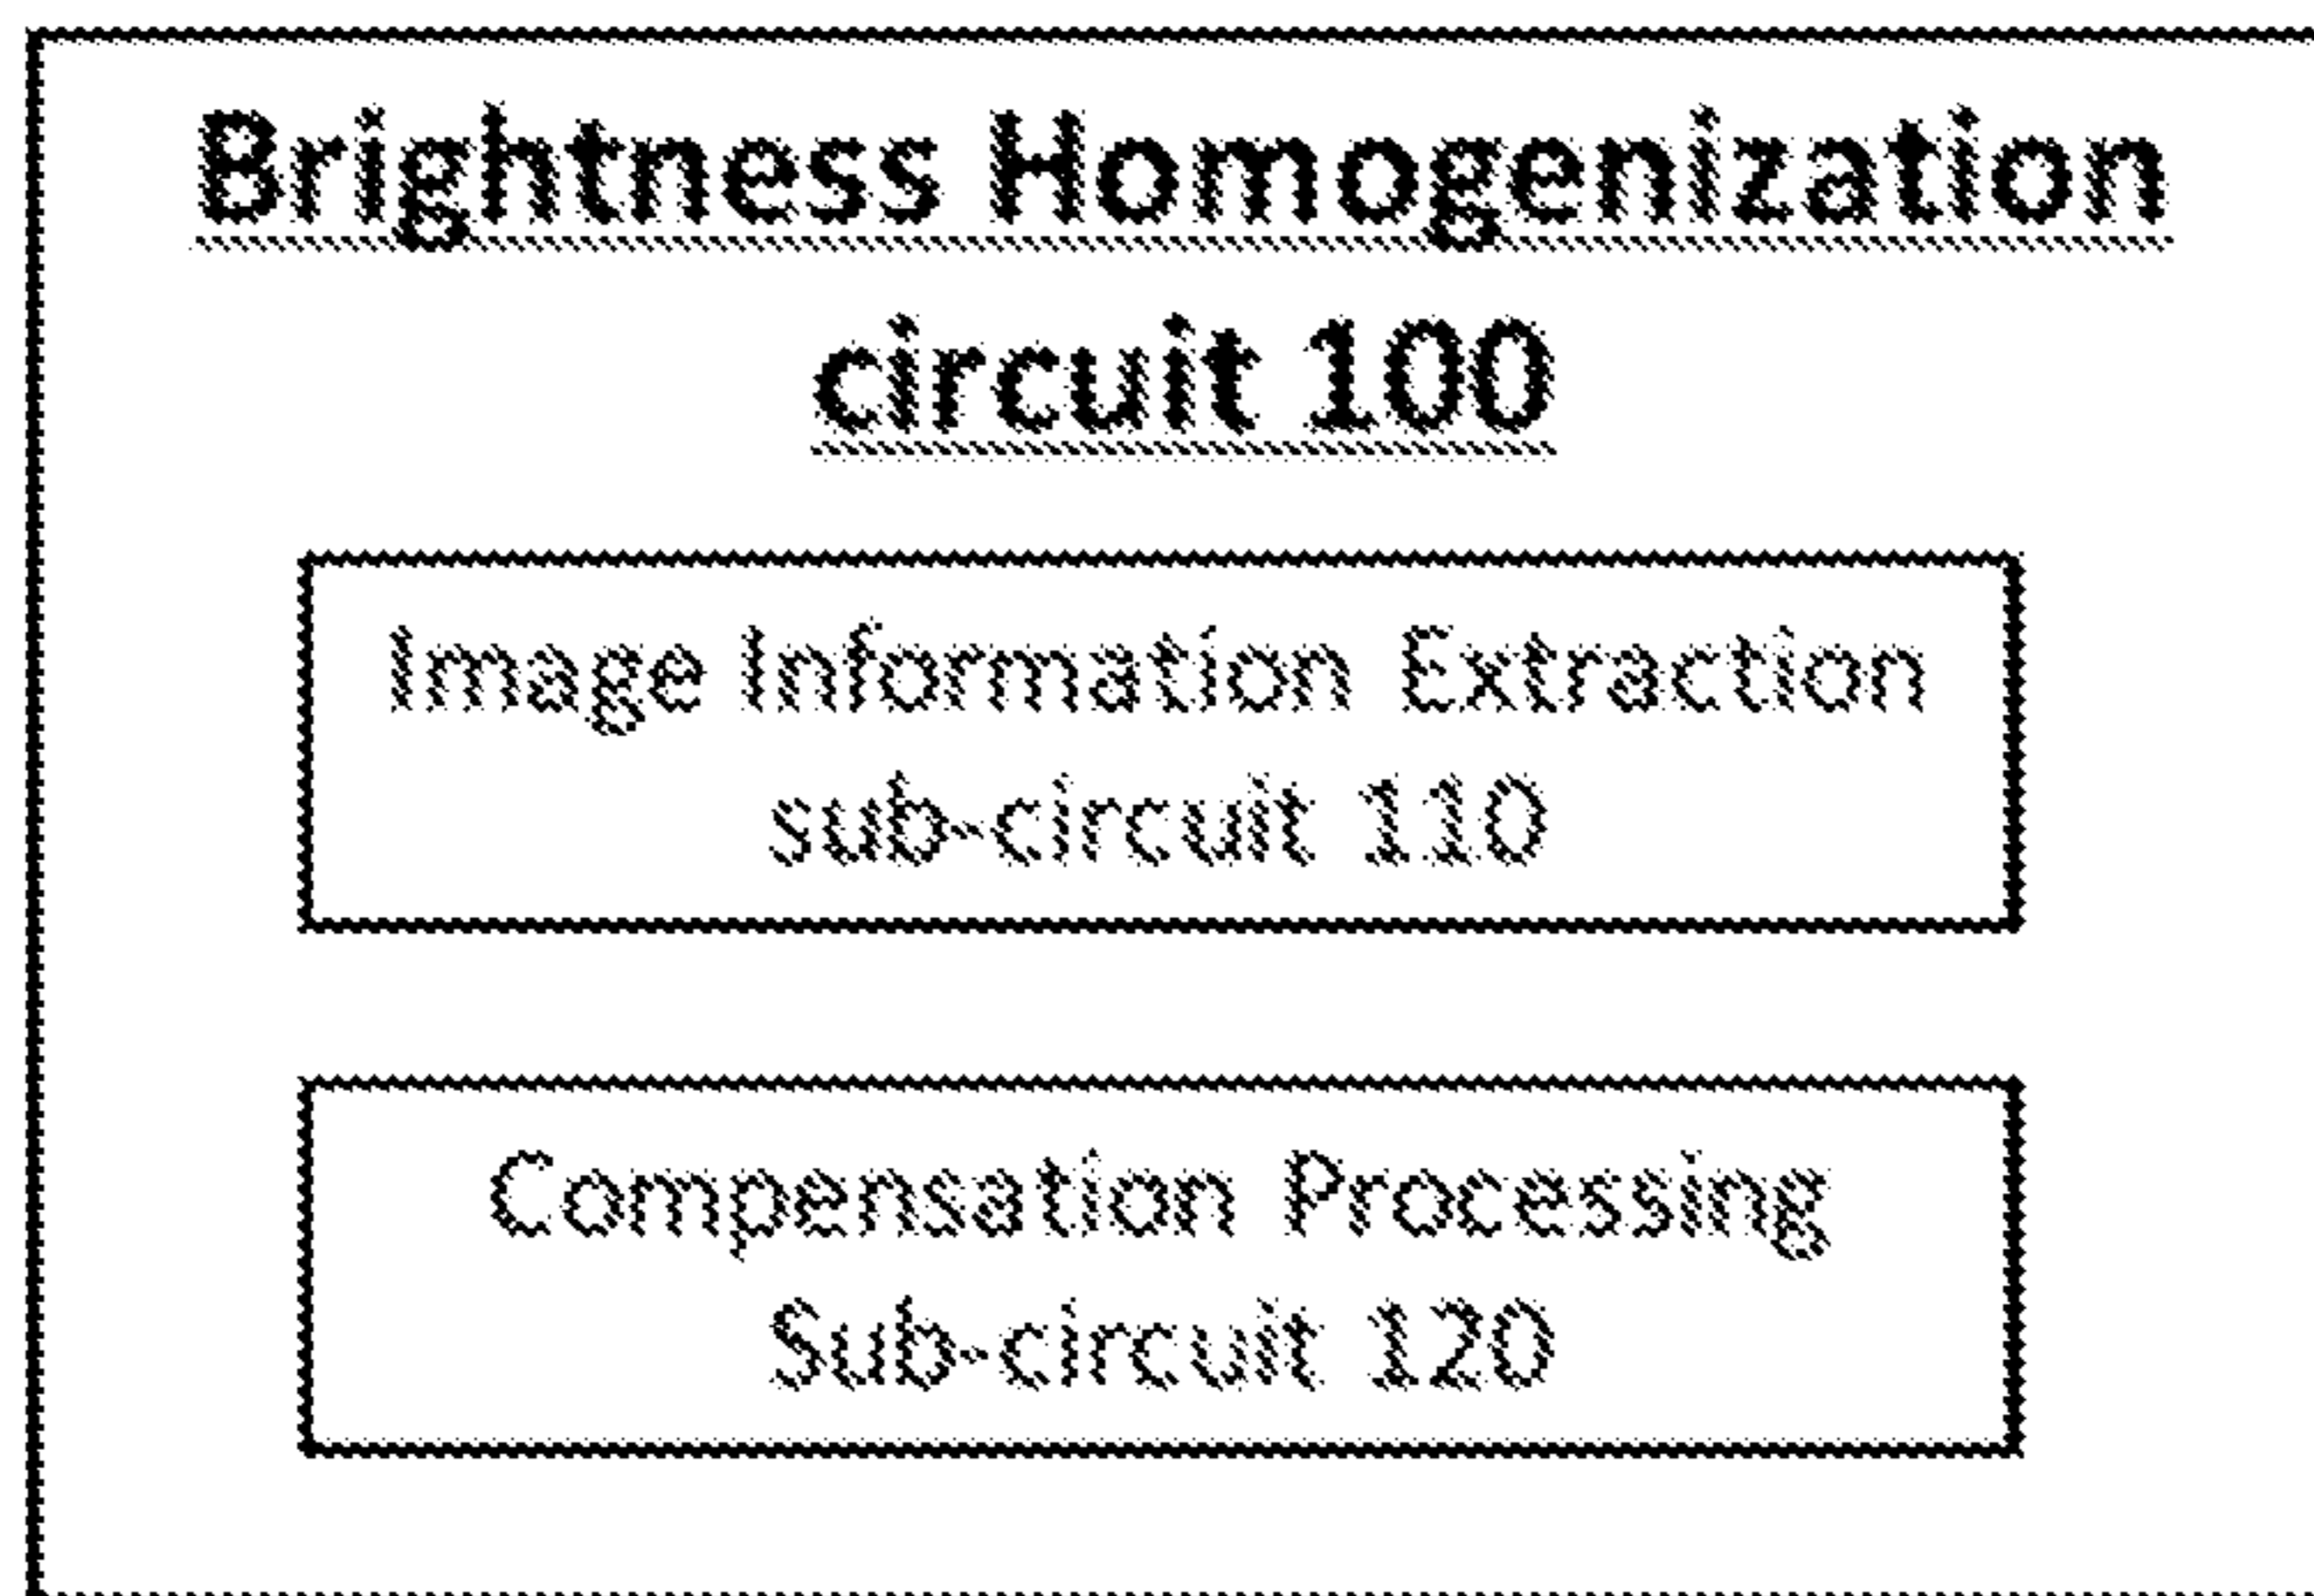 Brightness Homogenization
circuit 100
Image Information Extraction
sub-circuit 110
Compensation Processing
Sub-circuit 120